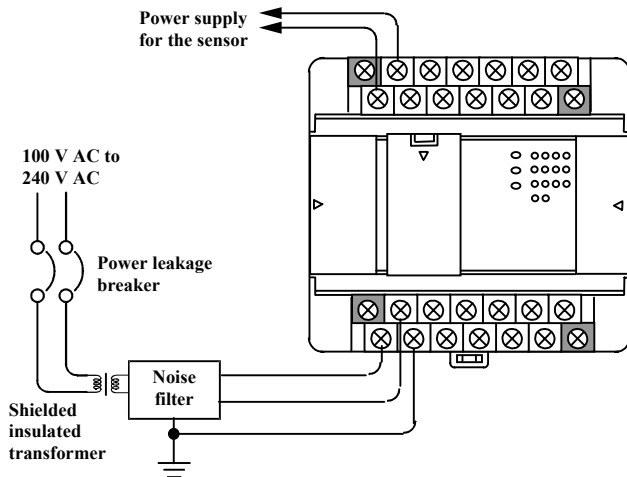 Power supply
for the sensor
100 V AC to
240 V AC
Power leakage
breaker
Noise
filter
Shielded
insulated
transformer